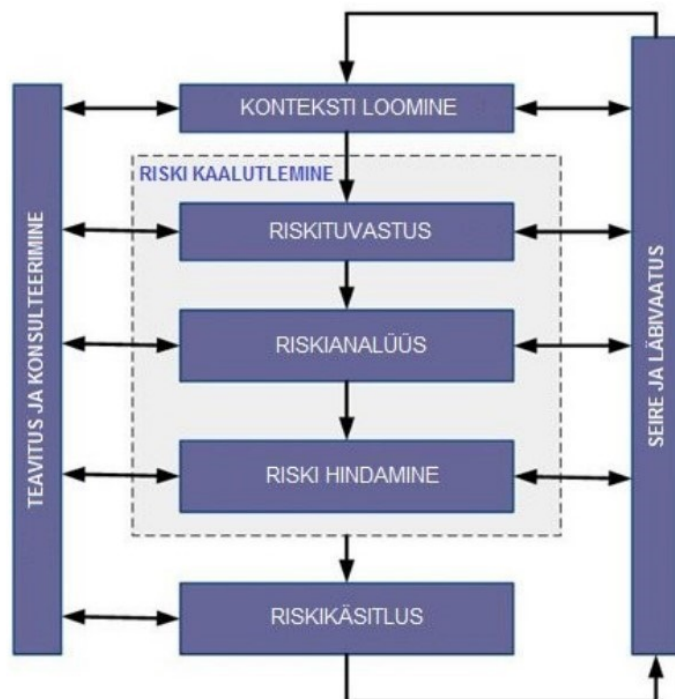 KONTEKSTI LOOMINE
RISKI KAALUTLEMINE
RISKITUVASTUS
RISKIANALÜÜS
RISKI HINDAMINE
RISKIKÄSITLUS
TEAVITUS JA KONSULTEERIMINE
SEIRE JA LÄBIVAATUS